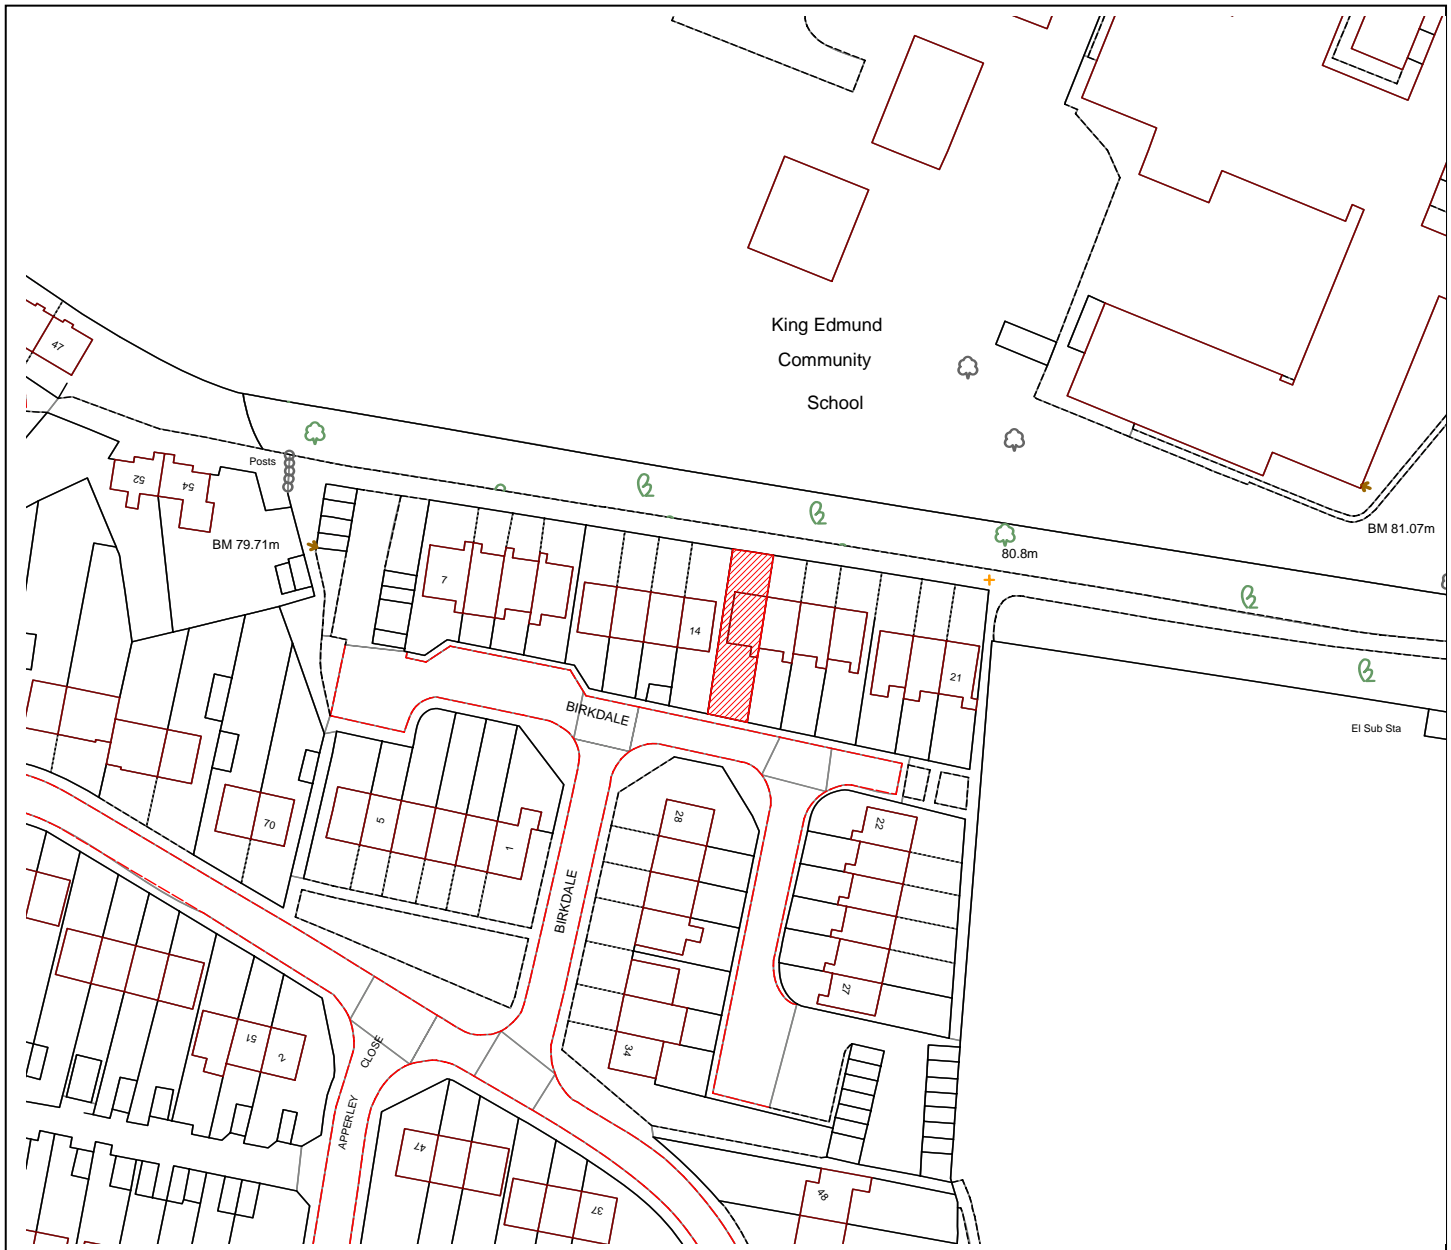 King Edmund
Community
School
47
52
54
Posts
BM 79.71m
80.8m
BM 81.07m
7
14
21
El Sub Sta
BIRKDALE
70
5
1
28
22
BIRKDALE
27
34
51
2
CLOSE
APPERLEY
47
37
48